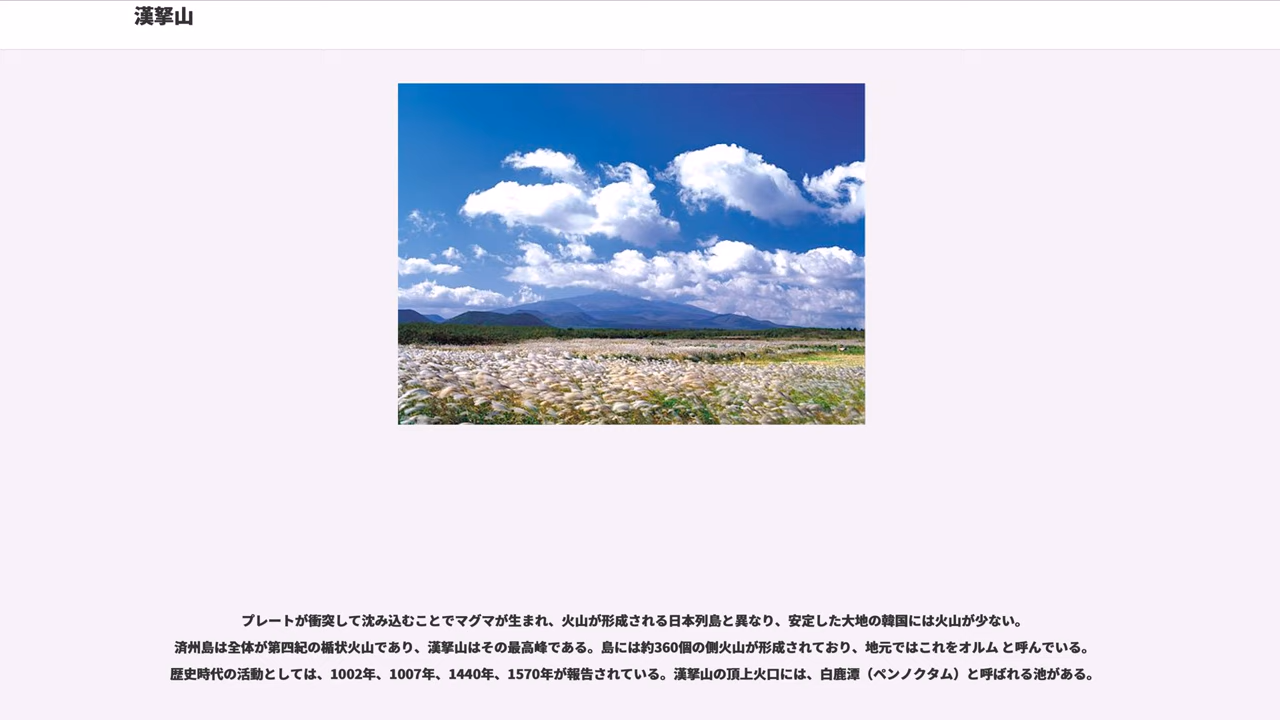 漢拏山
プレートが衝突して沈み込むことでマグマが生まれ、火山が形成される日本列島と異なり、安定した大地の韓国には火山が少ない。
済州島は全体が第四紀の楯状火山であり、漢拏山はその最高峰である。島には約360個の側火山が形成されており、地元ではこれをオルム と呼んでいる。
歴史時代の活動としては、1002年、1007年、1440年、1570年が報告されている。漢拏山の頂上火口には、白鹿潭（ペンノクタム）と呼ばれる池がある。